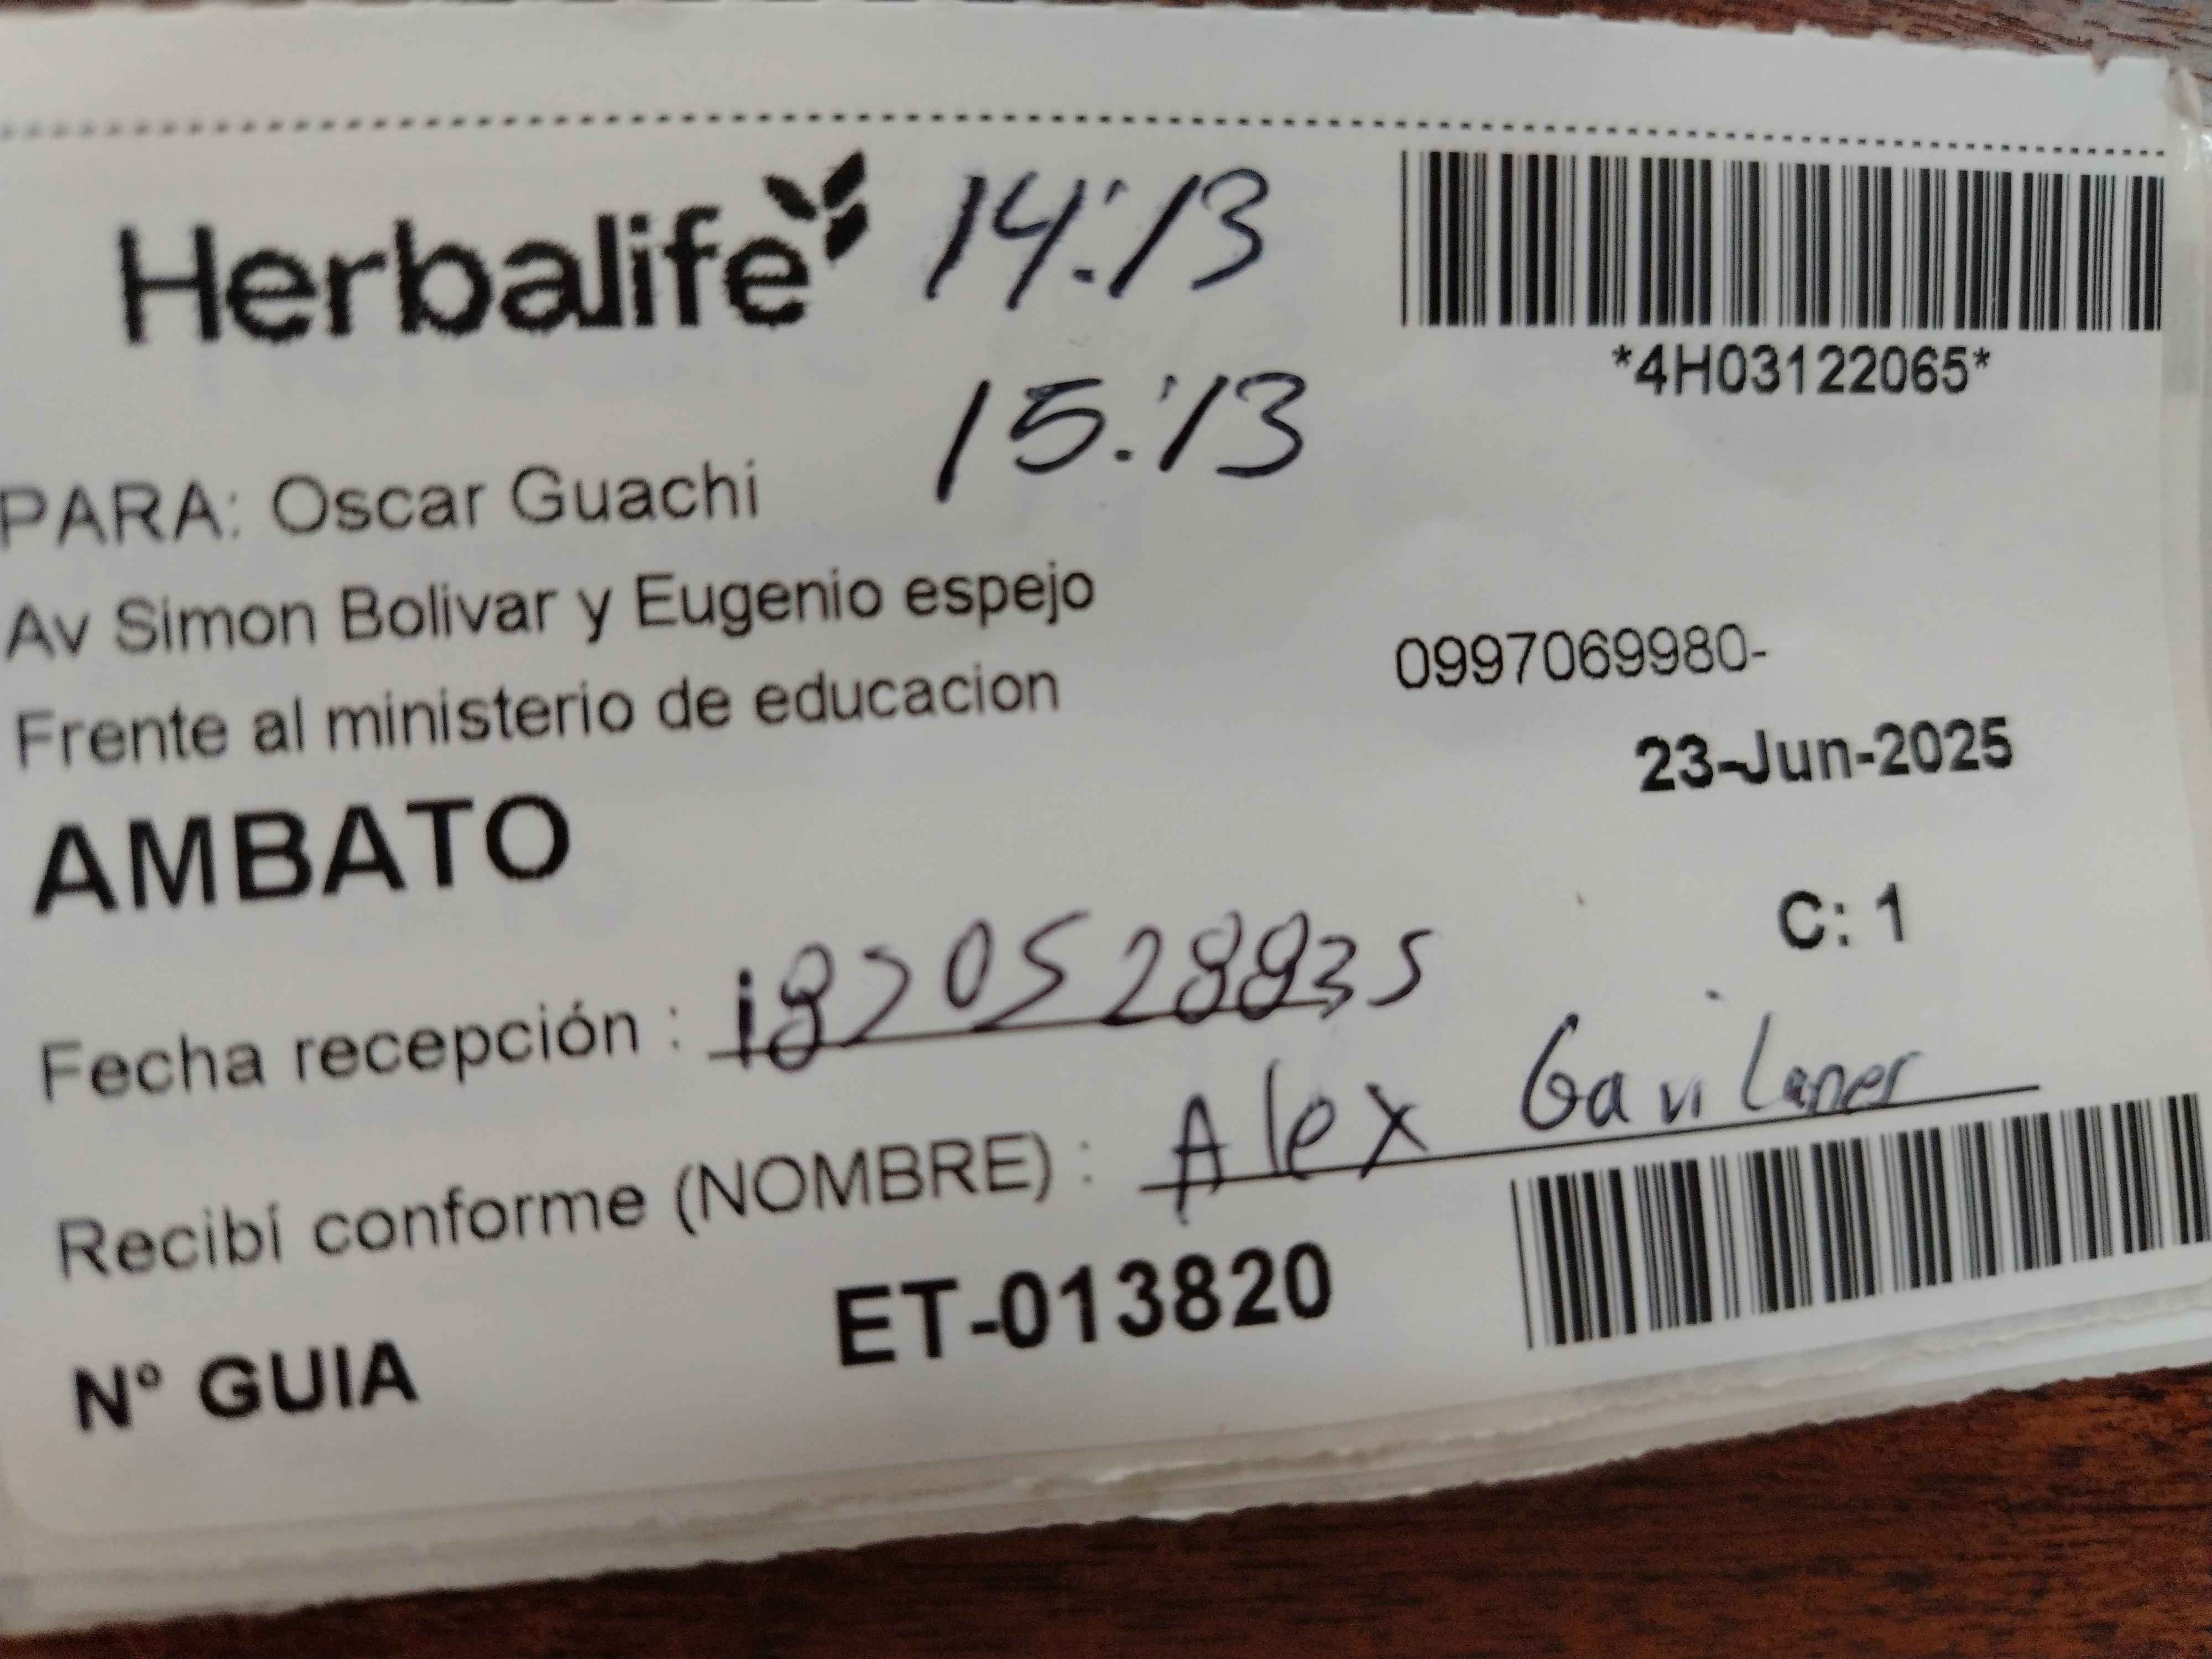 Herbalife 14:13
*4H03122065*
15:13
PARA: Oscar Guachi
Av Simon Bolivar y Eugenio espejo
0997069980-
Frente al ministerio de educacion
23-Jun-2025
AMBATO
C: 1
Fecha recepción :
Recibí conforme (NOMBRE) : Alex Gavilanes
N° GUIA ET-013820